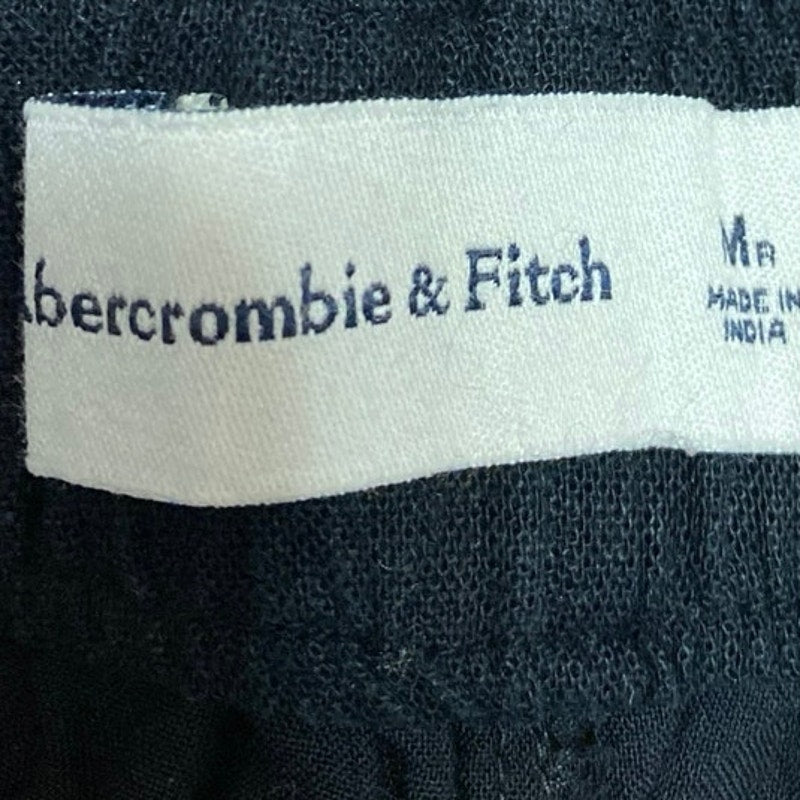 Abercrombie & Fitch
MR
MADE IN
INDIA